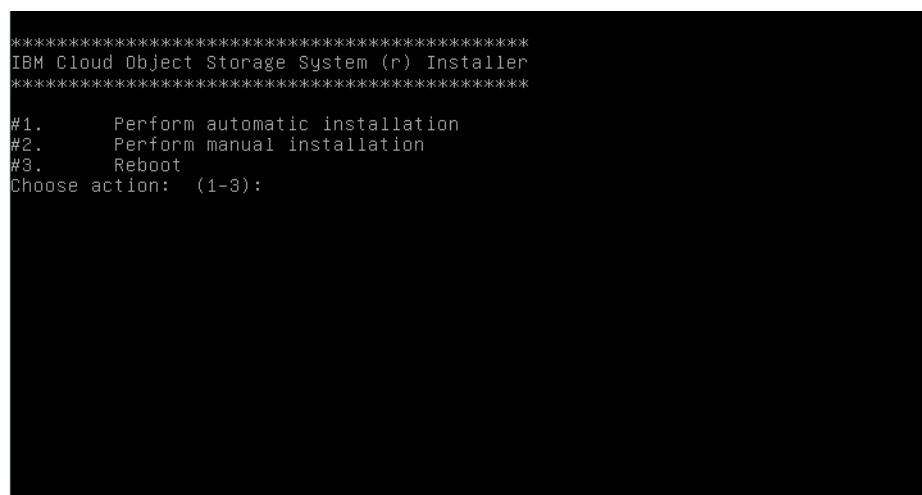 *********************************************
IBM Cloud Object Storage System (r) Installer
*********************************************
#1.      Perform automatic installation
#2.      Perform manual installation
#3.      Reboot
Choose action:  (1-3):